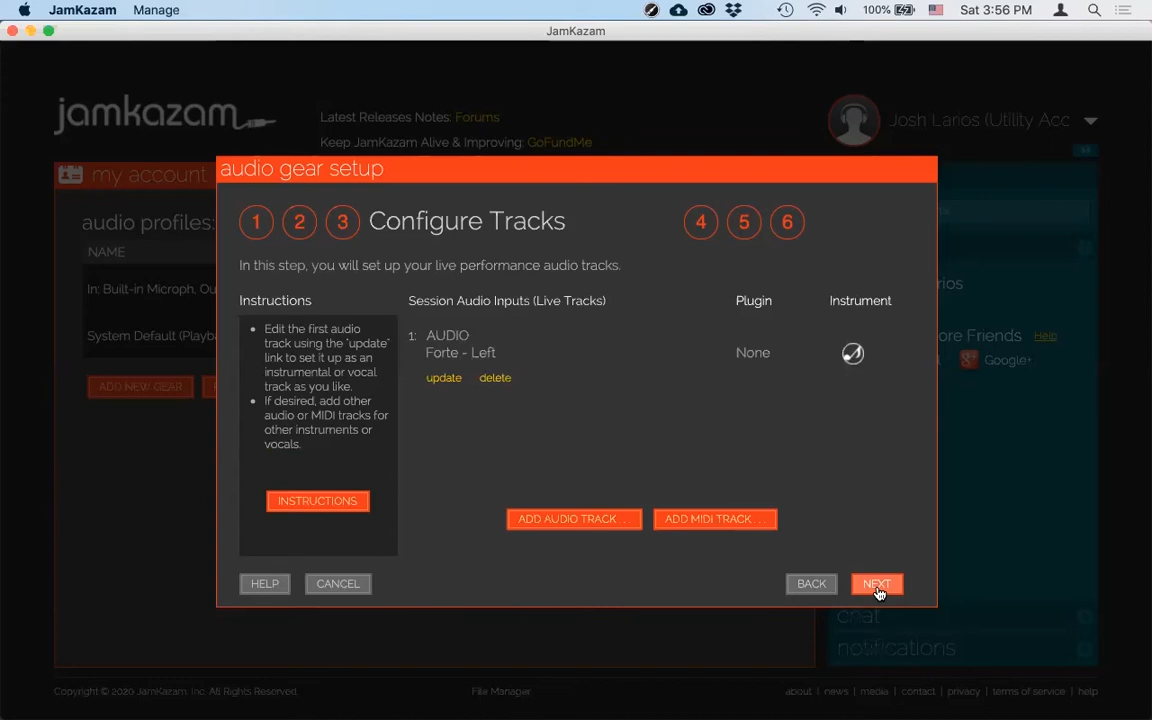 JamKazam Manage 100% Sat 3:56 PM
JamKazam
jamkazam
Latest Releases Notes: Forums
Keep JamKazam Alive & Improving: GoFundMe
Josh Larios (Utility Acc
my account
audio profiles:
NAME
In: Built-in Microph, Ou
System Default (Playb
ADD NEW GEAR
audio gear setup
1 2 3 Configure Tracks 4 5 6
In this step, you will set up your live performance audio tracks.
Instructions
Session Audio Inputs (Live Tracks) Plugin Instrument
• Edit the first audio
track using the "update"
link to set it up as an
instrumental or vocal
track as you like.
• If desired, add other
audio or MIDI tracks for
other instruments or
vocals.
INSTRUCTIONS
1: AUDIO
Forte - Left None
update delete
ADD AUDIO TRACK . . . ADD MIDI TRACK . . .
HELP CANCEL BACK NEXT
ore Friends Help
Google+
chat
notifications
Copyright © 2020 JamKazam, Inc. All Rights Reserved. File Manager about | news | media | contact | privacy | terms of service | help